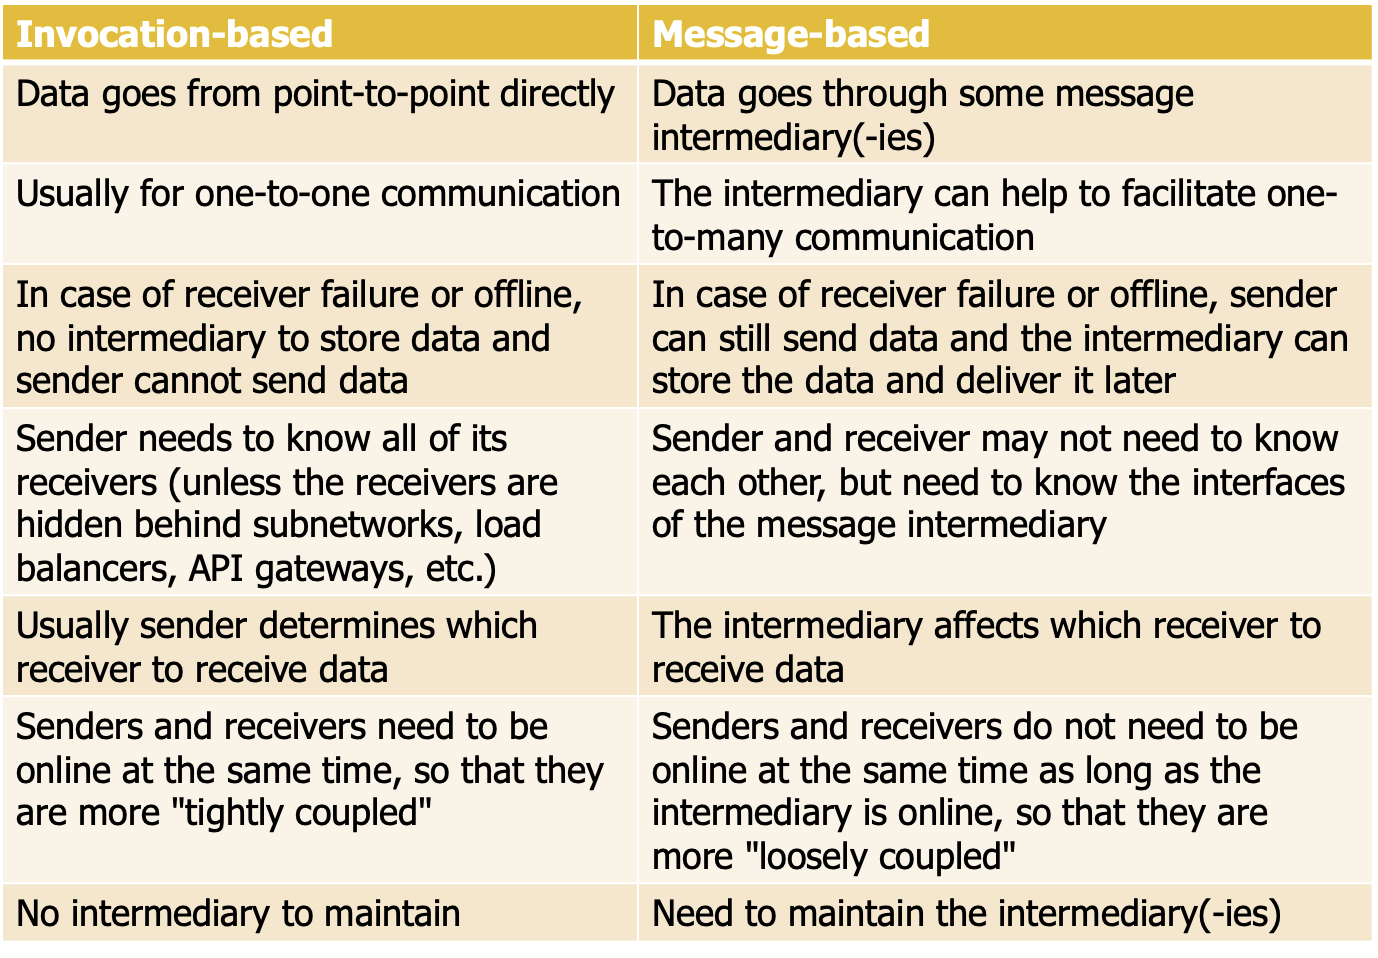 Invocation-based
Message-based
Data goes from point-to-point directly
Data goes through some message
intermediary(-ies)
Usually for one-to-one communication
The intermediary can help to facilitate one-
to-many communication
In case of receiver failure or offline,
no intermediary to store data and
sender cannot send data
In case of receiver failure or offline, sender
can still send data and the intermediary can
store the data and deliver it later
Sender needs to know all of its
receivers (unless the receivers are
hidden behind subnetworks, load
balancers, API gateways, etc.)
Sender and receiver may not need to know
each other, but need to know the interfaces
of the message intermediary
Usually sender determines which
receiver to receive data
The intermediary affects which receiver to
receive data
Senders and receivers need to be
online at the same time, so that they
are more "tightly coupled"
Senders and receivers do not need to be
online at the same time as long as the
intermediary is online, so that they are
more "loosely coupled"
No intermediary to maintain
Need to maintain the intermediary(-ies)